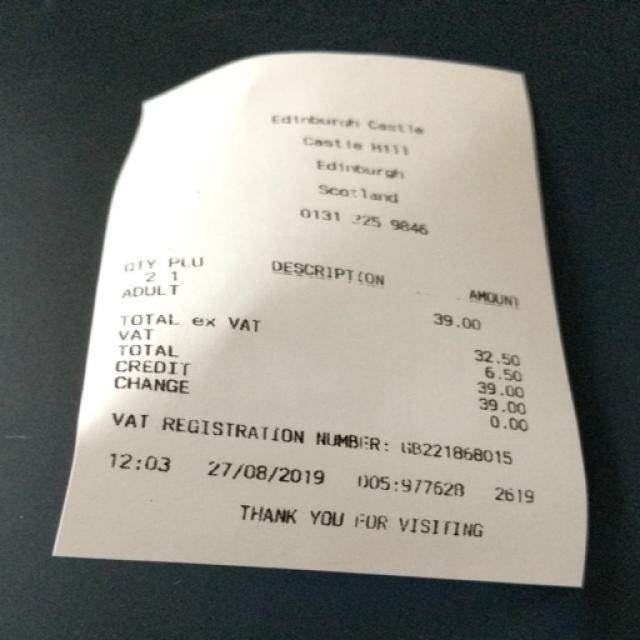 Edinburgh Castle
Castle Hill
Edinburgh
Scotland
0131 225 9846
QTY PLU DESCRIPTION AMOUNT
2 1 39.00
ADULT
TOTAL ex VAT 32.50
VAT 6.50
TOTAL 39.00
CREDIT 39.00
CHANGE 0.00
VAT REGISTRATION NUMBER: GB221868015
12:03 27/08/2019 005:977628 2619
THANK YOU FOR VISITING